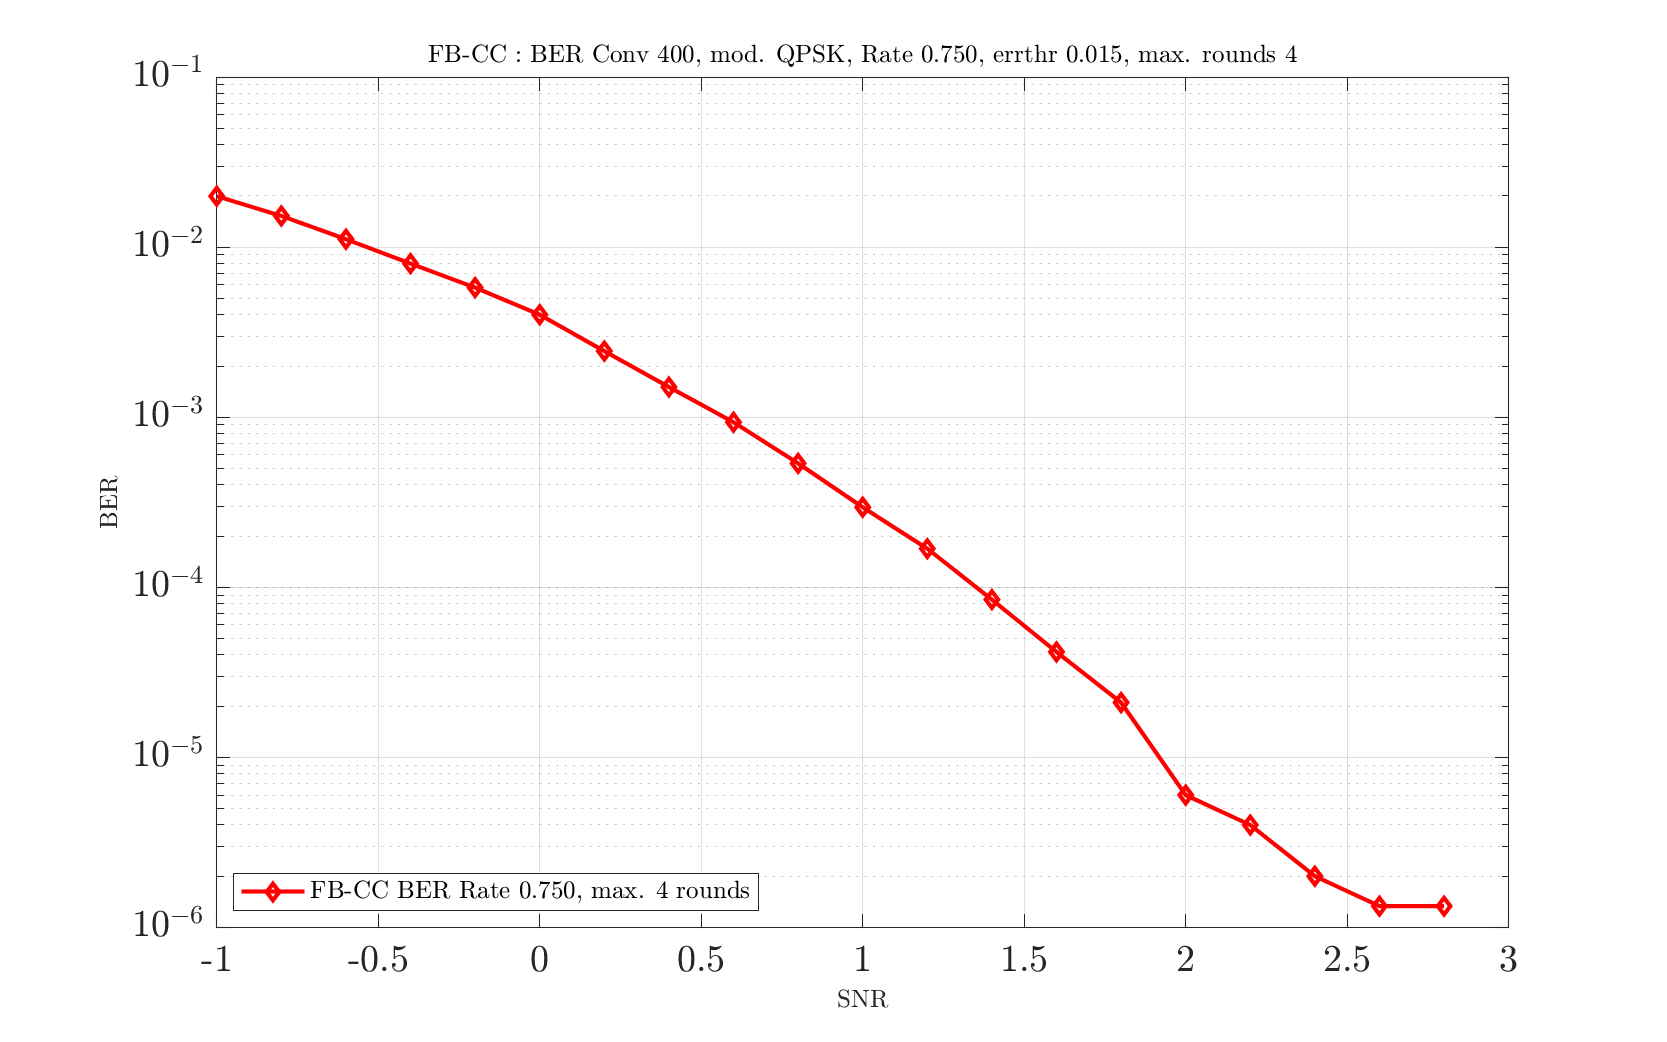 FB-CC : BER Conv 400, mod. QPSK, Rate 0.750, errthr 0.015, max. rounds 4
10^{-1}
10^{-2}
10^{-3}
10^{-4}
10^{-5}
10^{-6}
BER
FB-CC BER Rate 0.750, max. 4 rounds
-1 -0.5 0 0.5 1 1.5 2 2.5 3
SNR